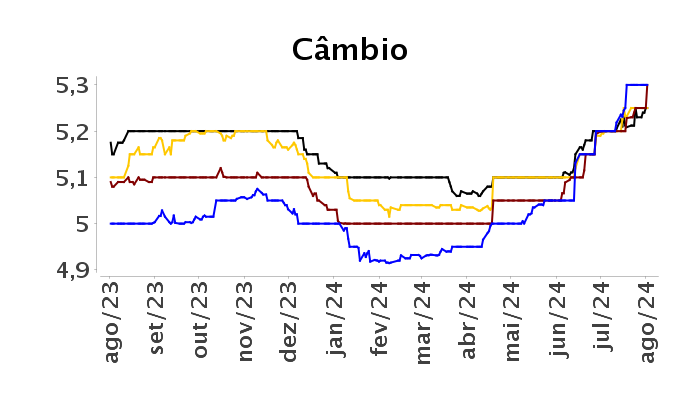 Câmbio
5,3
5,2
5,1
5
4,9
ago/23
set/23
out/23
nov/23
dez/23
jan/24
fev/24
mar/24
abr/24
mai/24
jun/24
jul/24
ago/24